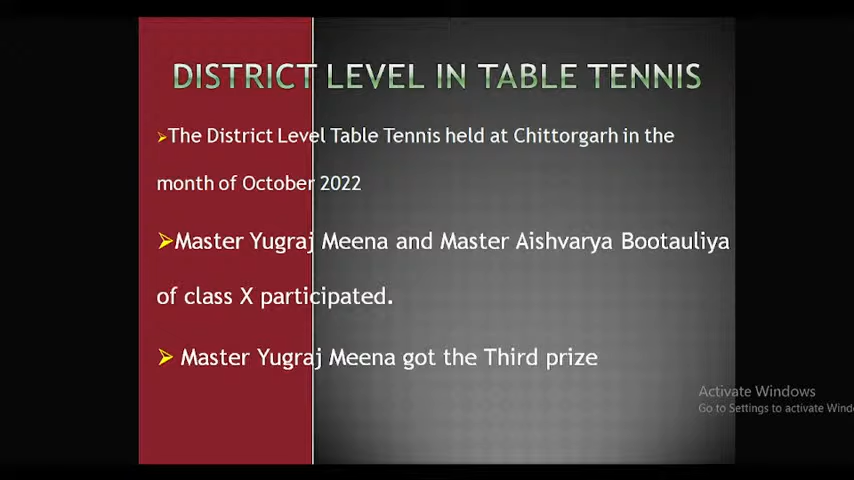 DISTRICT LEVEL IN TABLE TENNIS
➢The District Level Table Tennis held at Chittorgarh in the
month of October 2022
➢Master Yugraj Meena and Master Aishvarya Bootauliya
of class X participated.
➢ Master Yugraj Meena got the Third prize
Activate Windows
Go to Settings to activate Wind